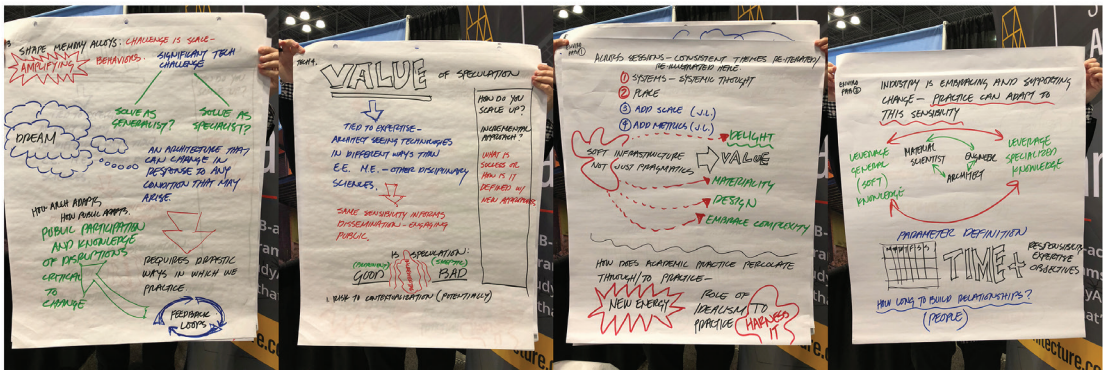 SHAPE MEMORY ALLOYS. CHALLENGE IS SCALE-
AMPLIFYING BEHAVIORS.
SIGNIFICANT TECH
CHALLENGE
SOLVE AS
GENERALIST?
SOLVE AS
SPECIALIST?
DREAM
AN ARCHITECTURE THAT
CAN CHANGE IN
RESPONSE TO ANY
CONDITION THAT MAY
ARISE.
HOW ARCH ADAPTS,
HOW PUBLIC ADAPTS.
PUBLIC PARTICIPATION
AND KNOWLEDGE
OF DISRUPTIONS
CRITICAL
TO
CHANGE
REQUIRES DRASTIC
WAYS IN WHICH WE
PRACTICE
FEEDBACK
LOOPS
VALUE OF SPECULATION
TIED TO EXPERTISE-
ARCHITECT SEEING TECHNOLOGIES
IN DIFFERENT WAYS THAN
E.E. M.E. - OTHER DISCIPLINARY
SCIENCES.
SAME SENSIBILITY INFORMS
DISSEMINATION - ENGAGING
PUBLIC.
IS SPECULATION:
GOOD BAD
RISK TO CONTORTIONALIZATION (POTENTIALLY)
HOW DO YOU
SCALE UP?
INCREMENTAL
APPROACH?
WHAT IS
SUCCESS OR
HOW IS IT
DEFINED W/
NEW APPROACHES
ACROSS SESSIONS - CONSISTENT THEMES RE-ITERATED/
RE-ILLUSTRATED HERE
1 SYSTEMS - SYSTEMIC THOUGHT
2 PLACE
3 ADD SCALE (J.L.)
4 ADD METRICS (J.L.)
DELIGHT
SOFT INFRASTRUCTURE
NOT JUST PRAGMATICS
VALUE
MATERIALITY
DESIGN
EMBRACE COMPLEXITY
HOW DOES ACADEMIC PRACTICE PERCOLATE
THROUGH/TO PRACTICE-
NEW ENERGY
ROLE OF
IDEALISM TO
PRACTICE
HARNESS
IT
INDUSTRY IS EMBRACING AND SUPPORTING
CHANGE - PRACTICE CAN ADAPT TO
THIS SENSIBILITY
LEVERAGE
GENERAL
(SOFT)
KNOWLEDGE
MATERIAL
SCIENTIST
ENGINEER
ARCHITECT
LEVERAGE
SPECIALIZED
KNOWLEDGE
PARAMETER DEFINITION
TIME +
RESPONSIBILITY
EXPERTISE
OBJECTIVES
HOW LONG TO BUILD RELATIONSHIPS?
(PEOPLE)